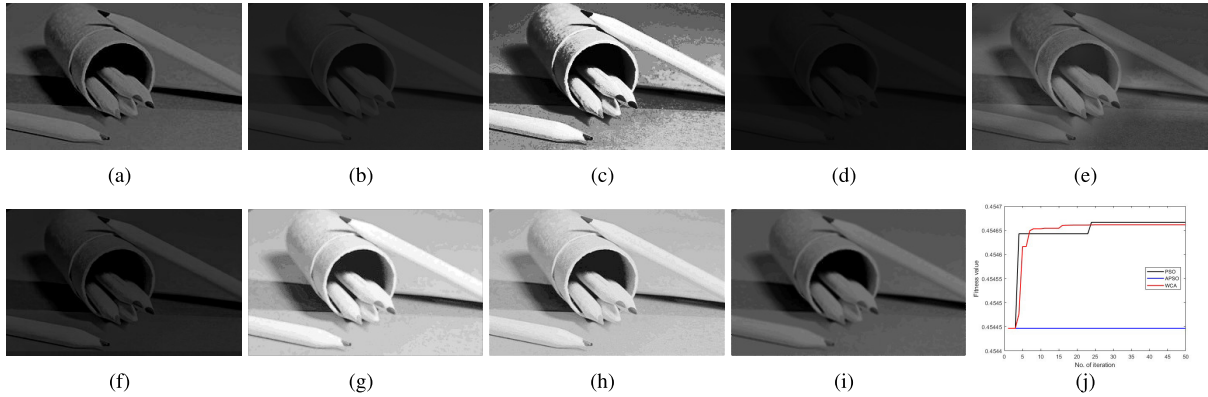 (a) (b) (c) (d) (e)
0.4547
0.45465
0.4546
0.45455
0.4545
0.45445
0.4544
Fitness value
PSO
APSO
WCA
0 5 10 15 20 25 30 35 40 45 50
No. of iteration
(f) (g) (h) (i) (j)